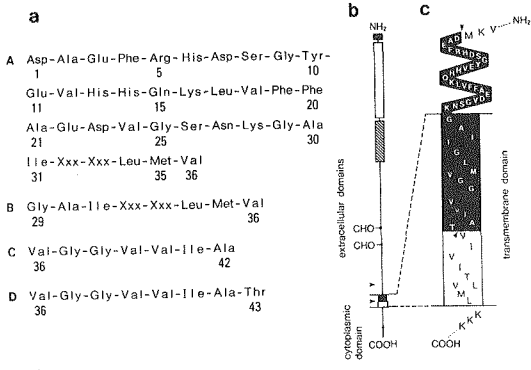 a
A Asp-Ala-Glu-Phe-Arg-His-Asp-Ser-Gly-Tyr-
1 5 10
Glu-Val-His-His-Gln-Lys-Leu-Val-Phe-Phe
11 15 20
Ala-Glu-Asp-Val-Gly-Ser-Asn-Lys-Gly-Ala
21 25 30
Ile-Xxx-Xxx-Leu-Met-Val
31 35 36
B Gly-Ala-Ile-Xxx-Xxx-Leu-Met-Val
29 36
C Val-Gly-Gly-Val-Val-Ile-Ala
36 42
D Val-Gly-Gly-Val-Val-Ile-Ala-Thr
36 43
b
NH₂
extracellular domains
CHO
CHO
cytoplasmic domain
COOH
c
NH₂
M K V
E A D
F R H D S G
Q H H V E Y
K L V F F A
K N S G V D E
transmembrane domain
K K K
COOH